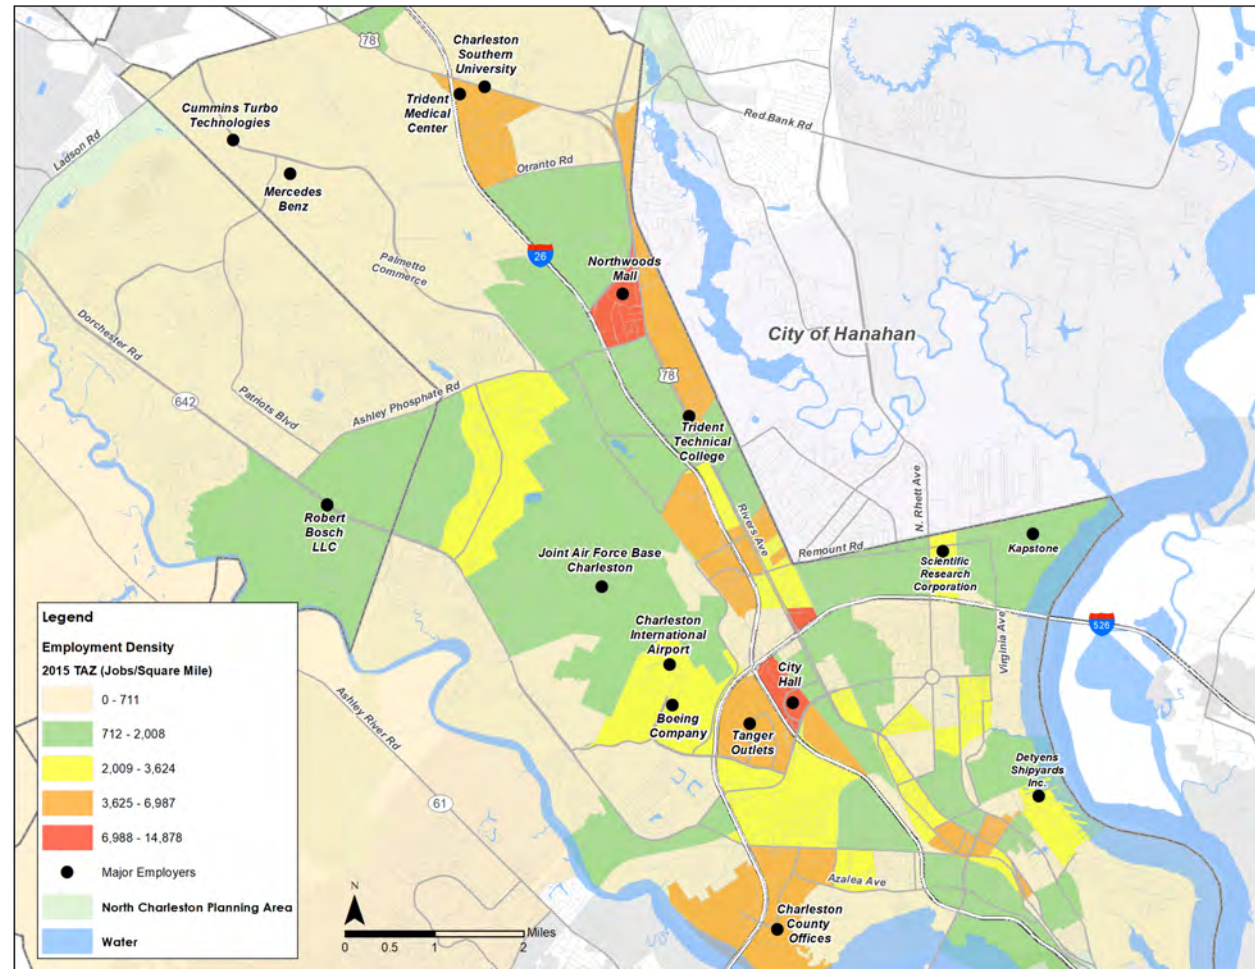 78
Charleston
Southern
University
Trident
Medical
Center
Cummins Turbo
Technologies
Ladson Rd
Mercedes
Benz
Red Bank Rd
Otranto Rd
26
Northwoods
Mall
Palmetto
Commerce
City of Hanahan
Dorchester Rd
642
Patriots Blvd
Ashley Phosphate Rd
78
Trident
Technical
College
Robert
Bosch
LLC
Rivers Ave
N. Rhett Ave
Remount Rd
Kapstone
Scientific
Research
Corporation
Joint Air Force Base
Charleston
526
Virginia Ave
Charleston
International
Airport
City
Hall
Boeing
Company
Tanger
Outlets
Ashley River Rd
61
Detyens
Shipyards
Inc.
Azalea Ave
Charleston
County
Offices
Legend
Employment Density
2015 TAZ (Jobs/Square Mile)
0 - 711
712 - 2,008
2,009 - 3,624
3,625 - 6,987
6,988 - 14,878
Major Employers
North Charleston Planning Area
Water
N
Miles
0 0.5 1 2